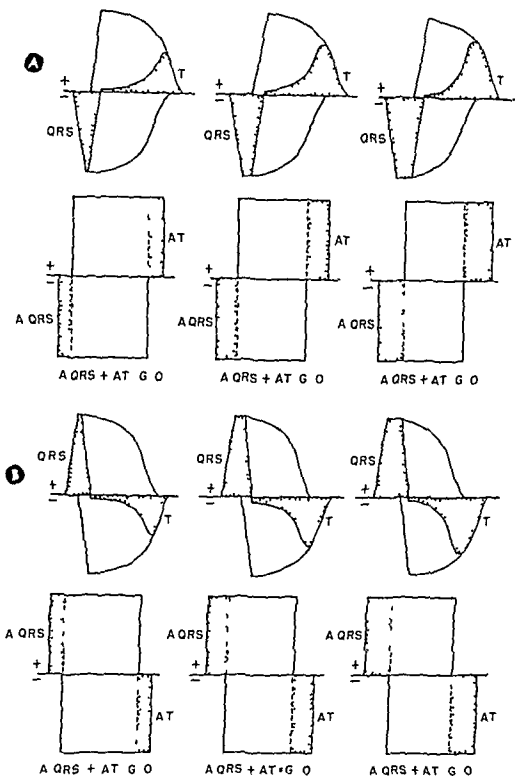 A
+ T + T + T
− − −
QRS QRS QRS
AT AT AT
+ + +
− − −
A QRS A QRS A QRS
A QRS + AT G O A QRS + AT G O A QRS + AT G O
B
QRS QRS QRS
+ + +
− T − T − T
A QRS A QRS A QRS
+ + +
− − −
AT AT AT
A QRS + AT G O A QRS + AT G O A QRS + AT G O